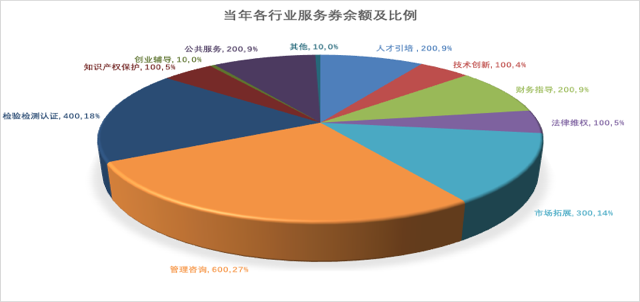 当年各行业服务券余额及比例
人才引培, 200,9%
技术创新, 100,4%
财务指导, 200,9%
法律维权, 100,5%
市场拓展, 300,14%
管理咨询, 600,27%
检验检测认证, 400,18%
知识产权保护, 100,5%
创业辅导, 10,0%
公共服务, 200,9%
其他, 10,0%